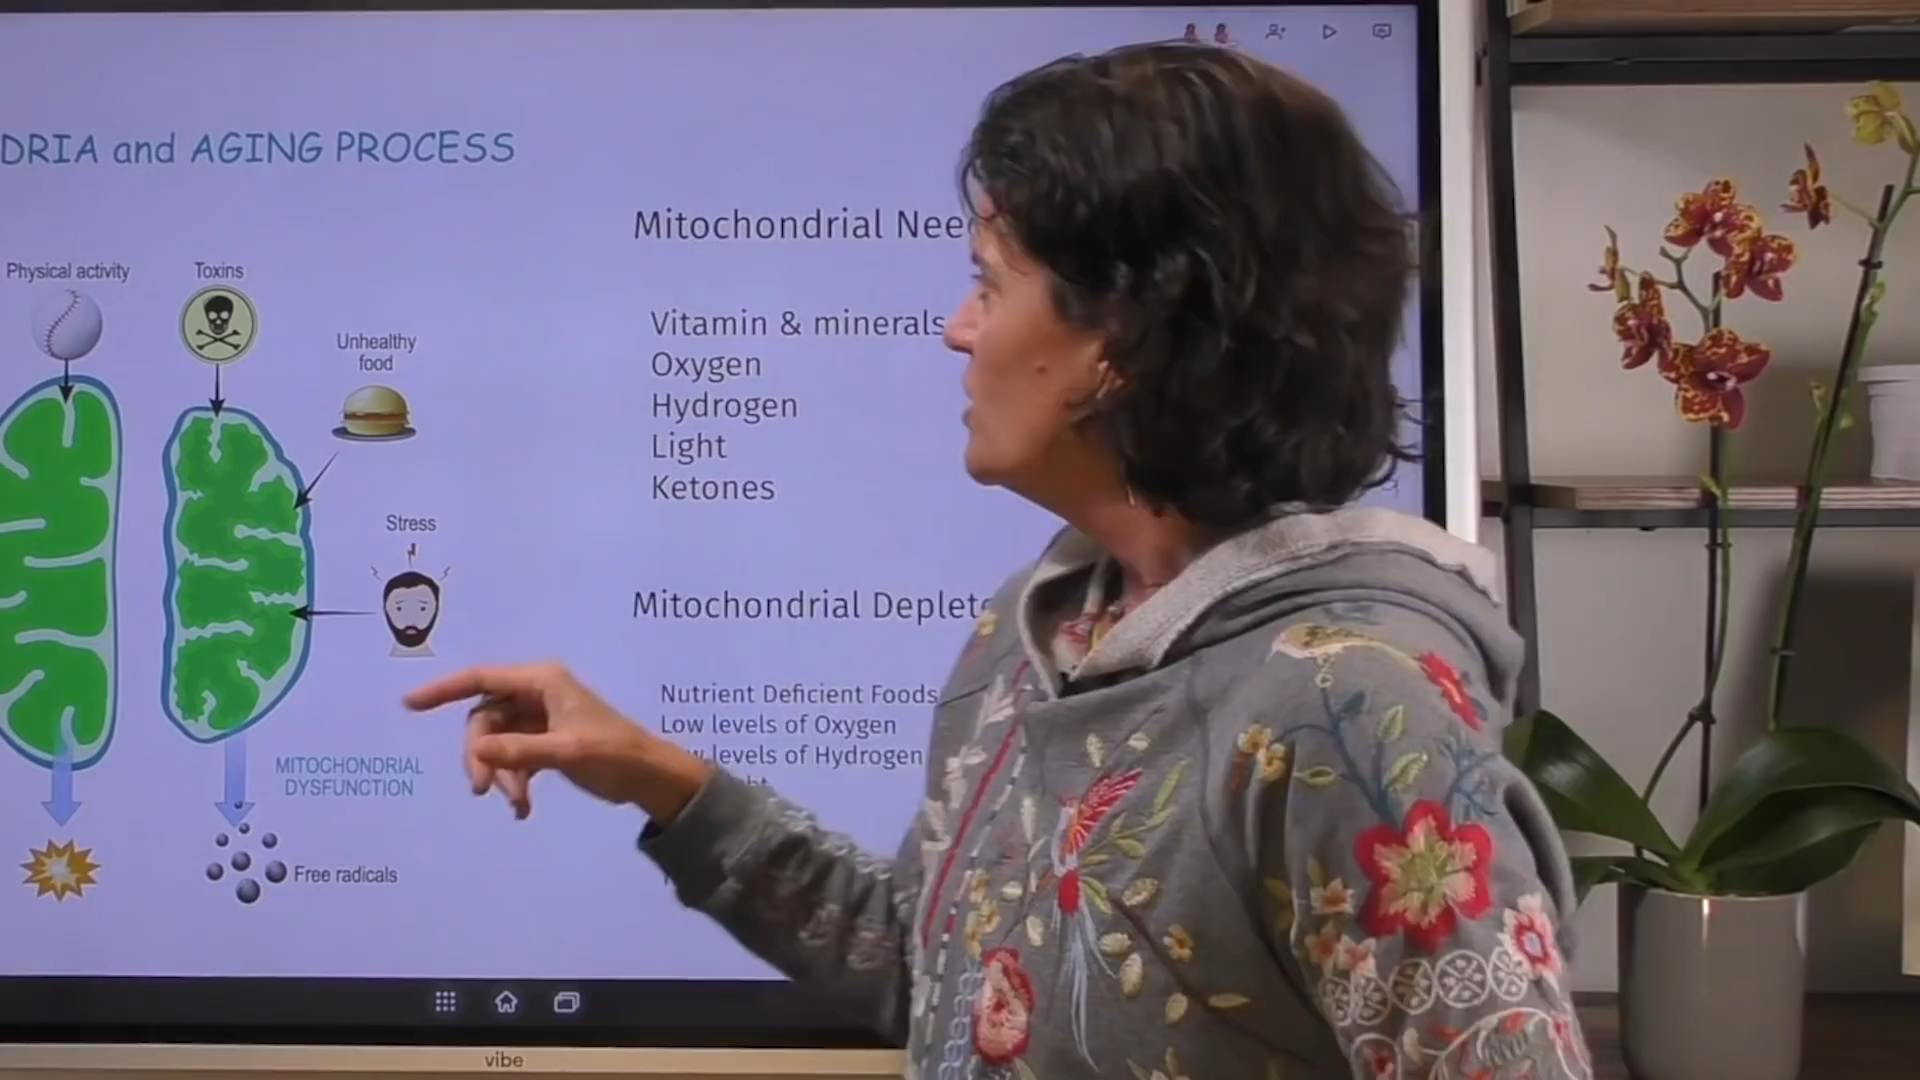 DRIA and AGING PROCESS
Physical activity
Toxins
Unhealthy
food
Stress
MITOCHONDRIAL
DYSFUNCTION
Free radicals
Mitochondrial Nee
Vitamin & minerals
Oxygen
Hydrogen
Light
Ketones
Mitochondrial Deplet
Nutrient Deficient Foods
Low levels of Oxygen
levels of Hydrogen
vibe